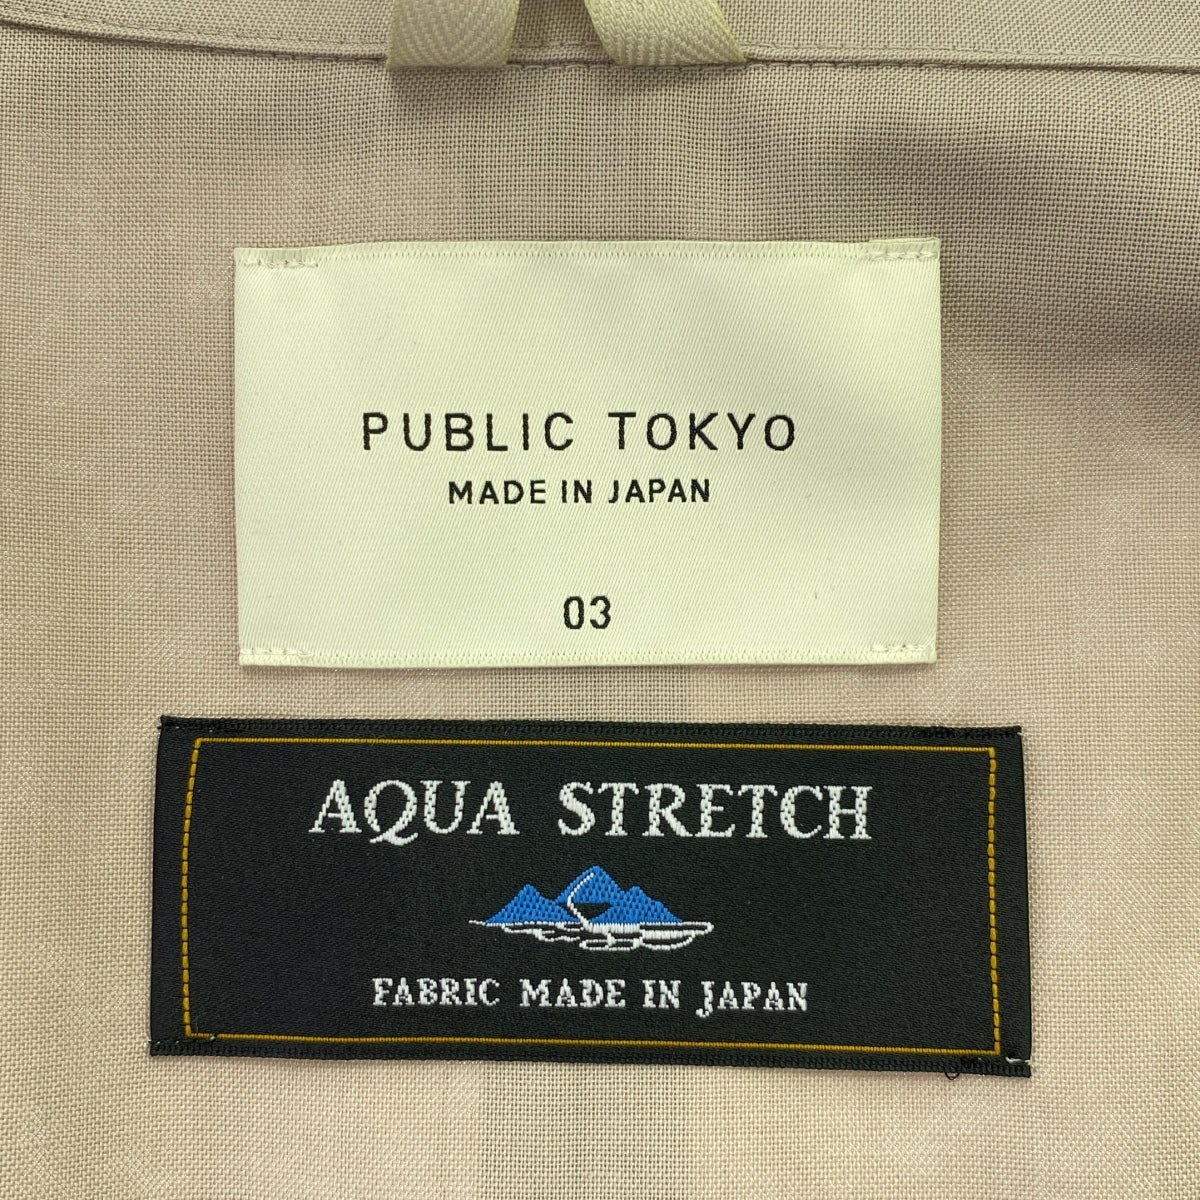 PUBLIC TOKYO
MADE IN JAPAN
03
AQUA STRETCH
FABRIC MADE IN JAPAN